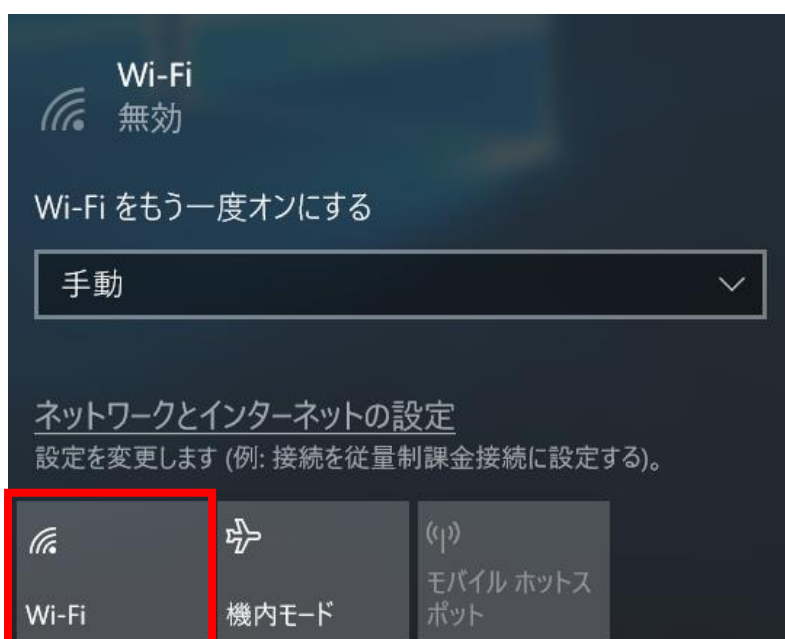 Wi-Fi
無効
Wi-Fi をもう一度オンにする
手動
ネットワークとインターネットの設定
設定を変更します (例: 接続を従量制課金接続に設定する)。
Wi-Fi
機内モード
モバイル ホットス
ポット